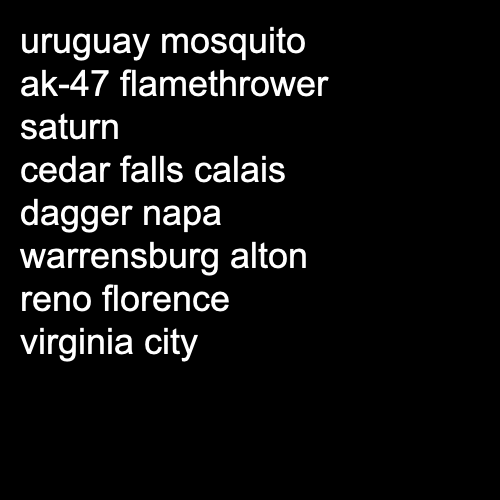 uruguay mosquito
ak-47 flamethrower
saturn
cedar falls calais
dagger napa
warrensburg alton
reno florence
virginia city